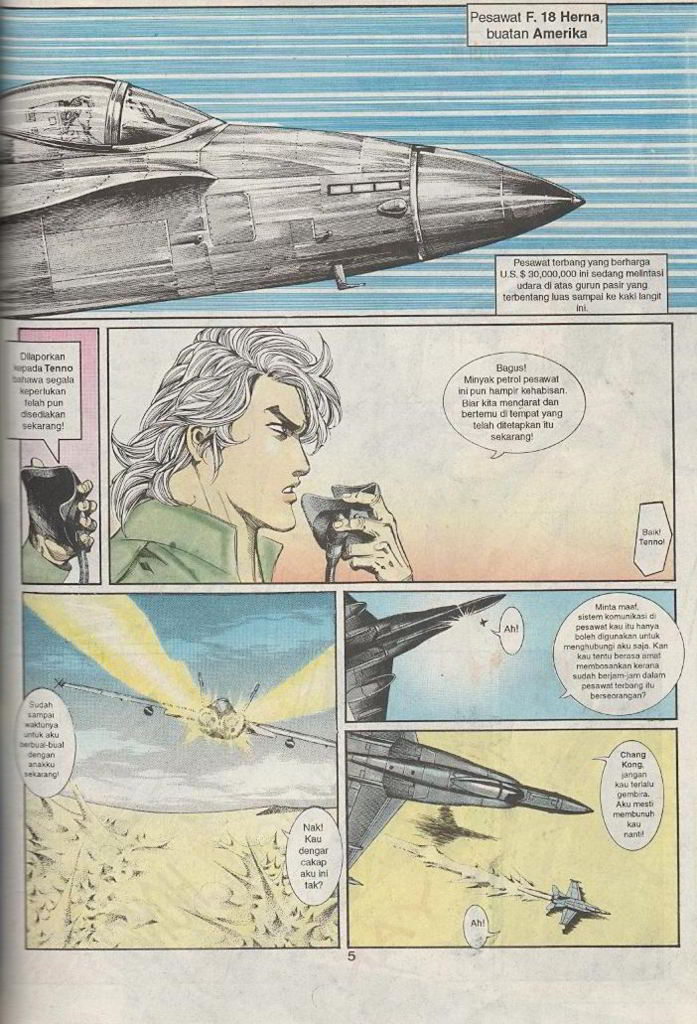 Pesawat F. 18 Herna,
buatan Amerika
Pesawat terbang yang berharga
U.S. $ 30,000,000 ini sedang melintasi
udara di atas gurun pasir yang
terbentang luas sampai ke kaki langit
ini.
Dilaporkan
kepada Tenno
bahawa segala
keperlukan
telah pun
disediakan
sekarang!
Bagus!
Minyak petrol pesawat
ini pun hampir kehabisan.
Biar kita mendarat dan
bertemu di tempat yang
telah ditetapkan itu
sekarang!
Baik!
Tenno!
Sudah
sampai
waktunya
untuk aku
berbual-bual
dengan
anakku
sekarang!
Nak!
Kau
dengar
cakap
aku ini
tak?
Ah!
Minta maaf,
sistem komunikasi di
pesawat kau itu hanya
boleh digunakan untuk
menghubungi aku saja. Kan
kau tentu berasa amat
membosankan kerana
sudah berjam-jam dalam
pesawat terbang itu
berseorangan?
Chang
Kong,
jangan
kau terlalu
gembira.
Aku mesti
membunuh
kau
nanti!
Ah!
5